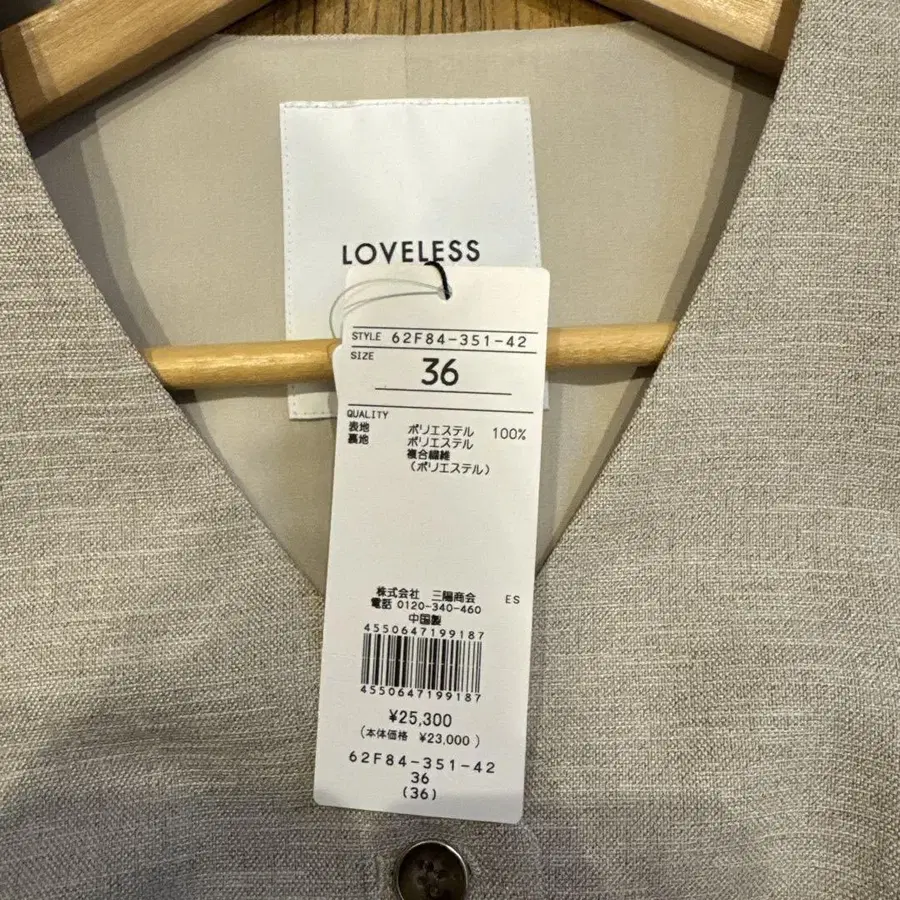 LOVELESS
STYLE 62F84-351-42
SIZE
36
QUALITY
表地 ポリエステル 100%
裏地 ポリエステル
複合繊維
(ポリエステル)
株式会社 三陽商会 ES
電話 0120-340-460
中国製
4550647199187
4550647199187
¥25,300
(本体価格 ¥23,000)
62F84-351-42
36
(36)